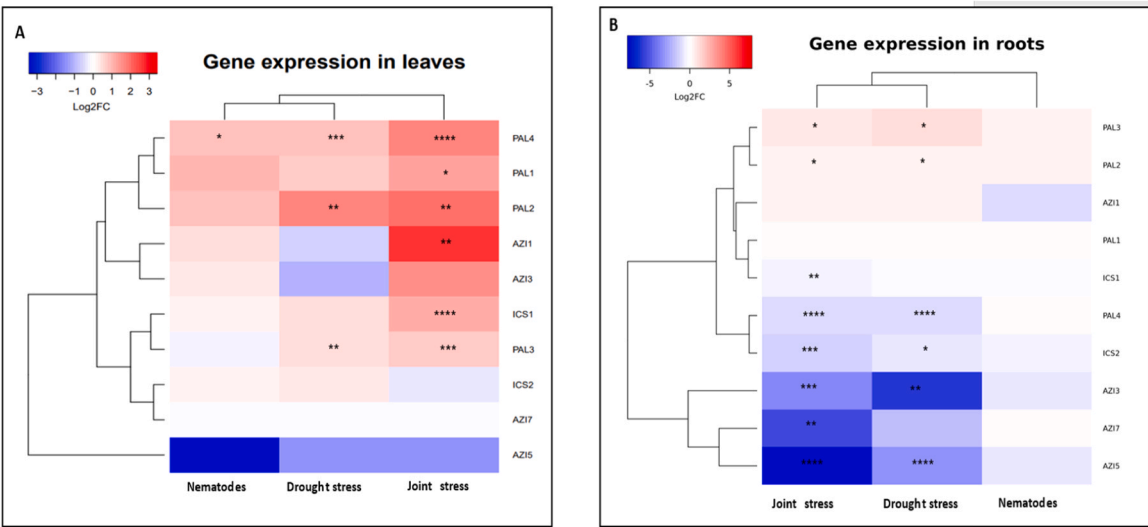 A
Gene expression in leaves
-3 -2 -1 0 1 2 3
Log2FC
* *** **** PAL4
* PAL1
** ** PAL2
** AZI1
AZI3
**** ICS1
** *** PAL3
ICS2
AZI7
AZI5
Nematodes Drought stress Joint stress
B
Gene expression in roots
-5 0 5
Log2FC
* * PAL3
* * PAL2
AZI1
PAL1
** ICS1
**** **** PAL4
*** * ICS2
*** ** AZI3
** AZI7
**** **** AZI5
Joint stress Drought stress Nematodes